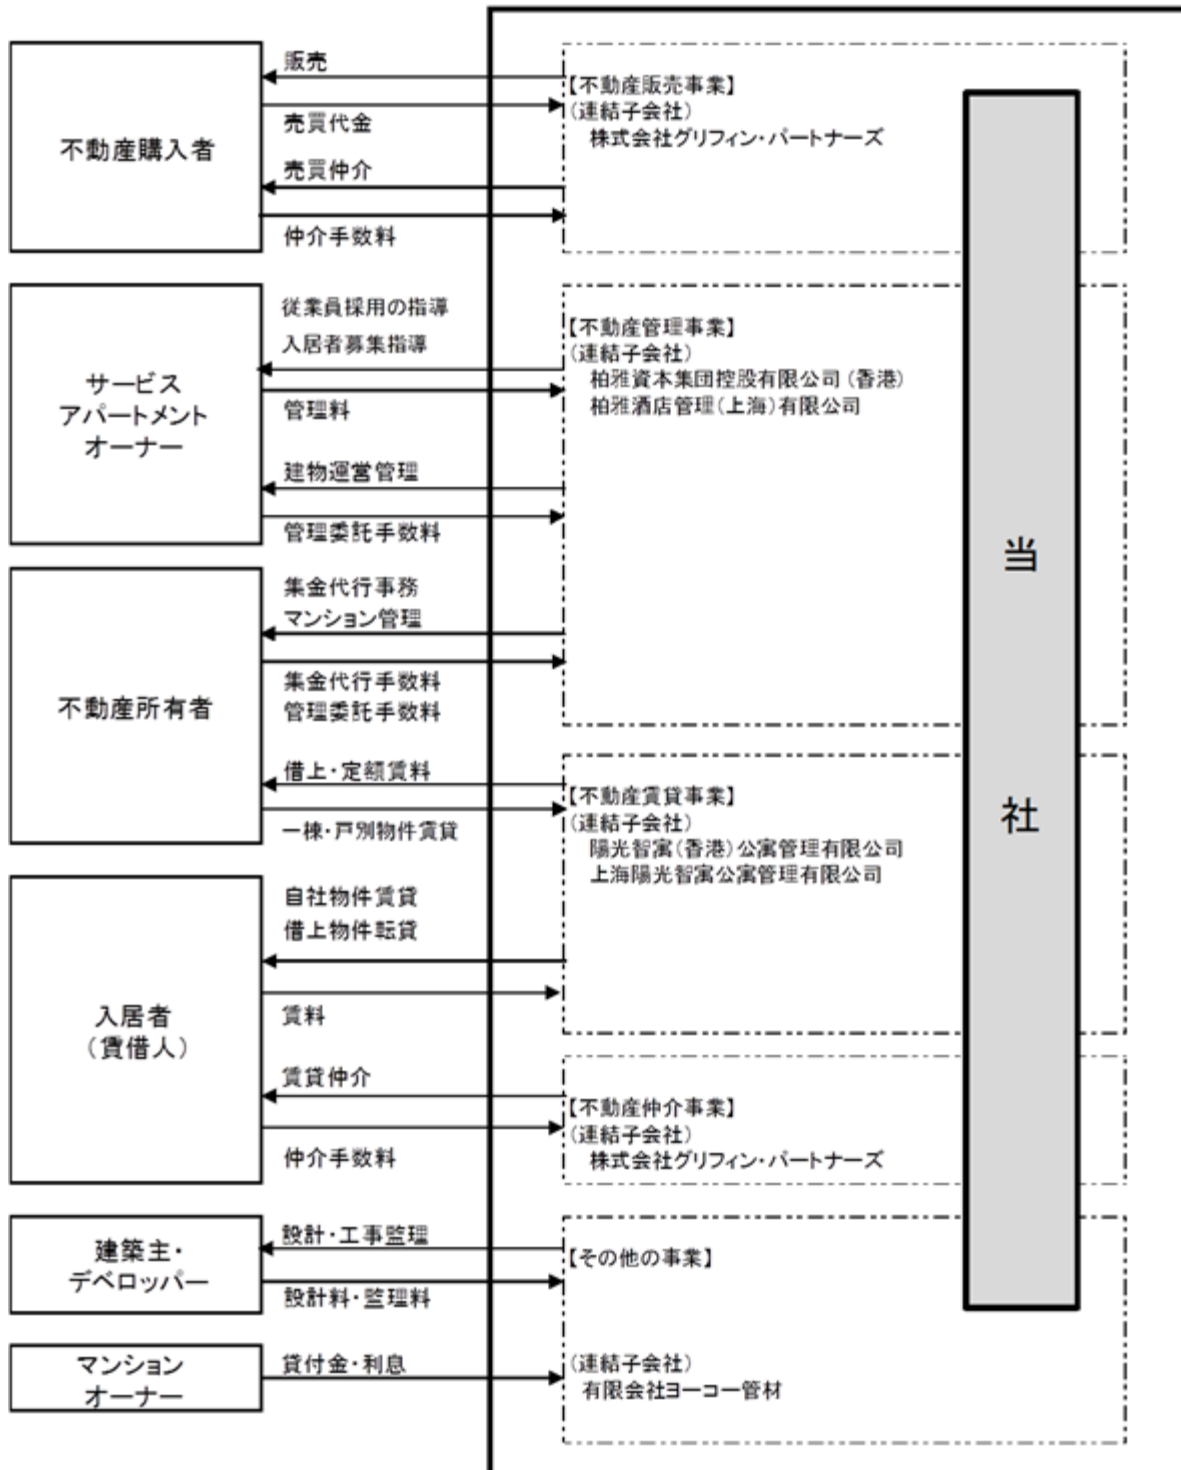 販売
【不動産販売事業】
(連結子会社)
株式会社グリフィン・パートナーズ
不動産購入者
売買代金
売買仲介
仲介手数料
従業員採用の指導
入居者募集指導
【不動産管理事業】
(連結子会社)
柏雅資本集団控股有限公司(香港)
柏雅酒店管理(上海)有限公司
サービス
アパートメント
オーナー
管理料
建物運営管理
管理委託手数料
当
社
集金代行事務
マンション管理
不動産所有者
集金代行手数料
管理委託手数料
借上・定額賃料
一棟・戸別物件賃貸
【不動産賃貸事業】
(連結子会社)
陽光智寓(香港)公寓管理有限公司
上海陽光智寓公寓管理有限公司
自社物件賃貸
借上物件転貸
入居者
(賃借人)
賃料
賃貸仲介
仲介手数料
【不動産仲介事業】
(連結子会社)
株式会社グリフィン・パートナーズ
建築主・
デベロッパー
設計・工事監理
設計料・監理料
【その他の事業】
マンション
オーナー
貸付金・利息
(連結子会社)
有限会社ヨーコー管材